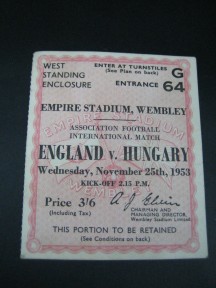 WEST
STANDING
ENCLOSURE
ENTER AT TURNSTILES
(See Plan on back)
G
ENTRANCE 64
EMPIRE STADIUM, WEMBLEY
ASSOCIATION FOOTBALL
INTERNATIONAL MATCH
ENGLAND v. HUNGARY
Wednesday, November 25th, 1953
KICK-OFF 2.15 P.M.
Price 3/6
(Including Tax)
CHAIRMAN AND
MANAGING DIRECTOR,
Wembley Stadium Limited
THIS PORTION TO BE RETAINED
(See Conditions on back)